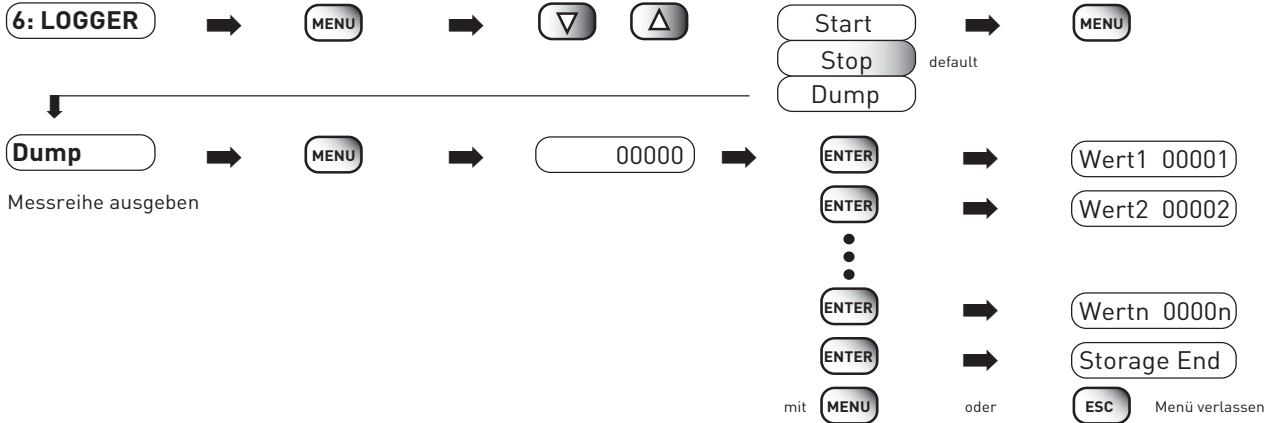 6: LOGGER MENU ▽ △ Start MENU
Stop default
Dump
Dump MENU 00000 ENTER Wert1 00001
Messreihe ausgeben ENTER Wert2 00002
ENTER Wertn 0000n
ENTER Storage End
mit MENU oder ESC Menü verlassen